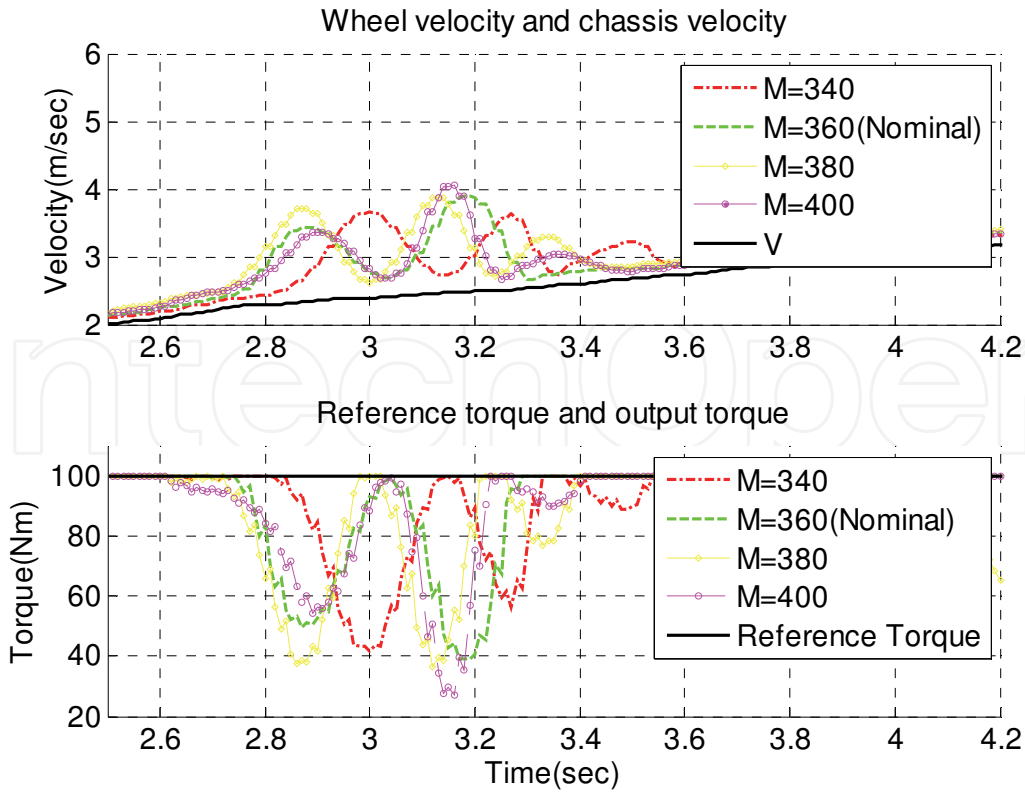 Wheel velocity and chassis velocity
Velocity(m/sec)
6
5
4
3
2
2.6
2.8
3
3.2
3.4
3.6
3.8
4
4.2
M=340
M=360(Nominal)
M=380
M=400
V
ntechOpe
Reference torque and output torque
Torque(Nm)
100
80
60
40
20
2.6
2.8
3
3.2
3.4
3.6
3.8
4
4.2
Time(sec)
M=340
M=360(Nominal)
M=380
M=400
Reference Torque